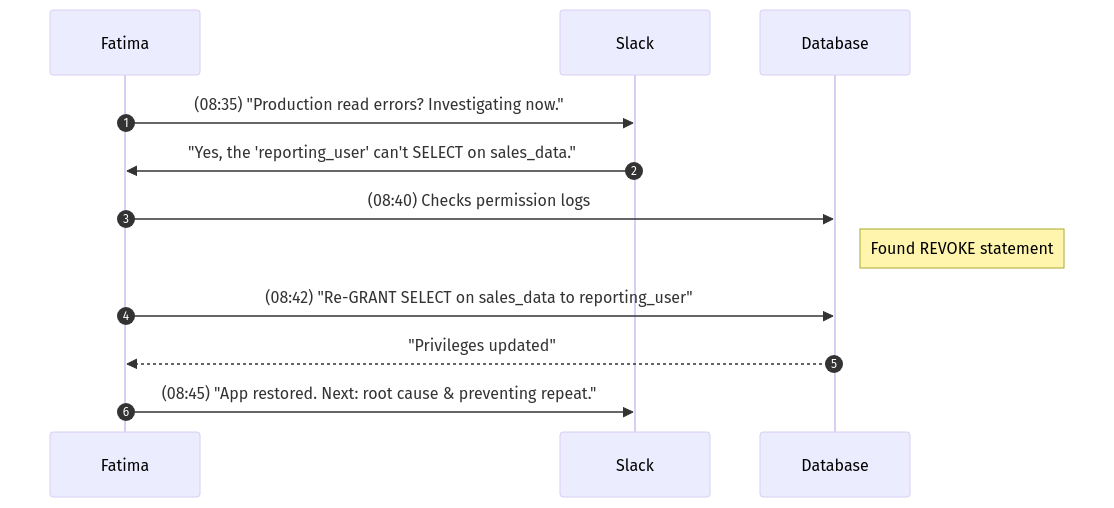 Fatima
Slack
Database
(08:35) "Production read errors? Investigating now."
1
"Yes, the 'reporting_user' can't SELECT on sales_data."
2
(08:40) Checks permission logs
3
Found REVOKE statement
(08:42) "Re-GRANT SELECT on sales_data to reporting_user"
4
"Privileges updated"
5
(08:45) "App restored. Next: root cause & preventing repeat."
6
Fatima
Slack
Database